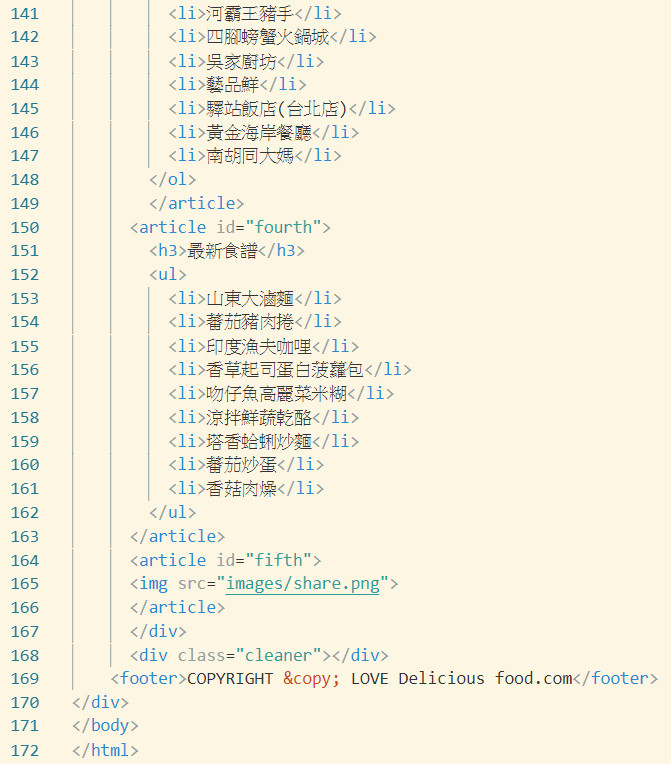 141 <li>河霸王豬手</li>
142 <li>四腳螃蟹火鍋城</li>
143 <li>吳家廚坊</li>
144 <li>藝品鮮</li>
145 <li>驛站飯店(台北店)</li>
146 <li>黃金海岸餐廳</li>
147 <li>南胡同大媽</li>
148 </ol>
149 </article>
150 <article id="fourth">
151 <h3>最新食譜</h3>
152 <ul>
153 <li>山東大滷麵</li>
154 <li>蕃茄豬肉捲</li>
155 <li>印度漁夫咖哩</li>
156 <li>香草起司蛋白菠蘿包</li>
157 <li>吻仔魚高麗菜米糊</li>
158 <li>涼拌鮮蔬乾酪</li>
159 <li>塔香蛤蜊炒麵</li>
160 <li>蕃茄炒蛋</li>
161 <li>香菇肉燥</li>
162 </ul>
163 </article>
164 <article id="fifth">
165 <img src="images/share.png">
166 </article>
167 </div>
168 <div class="cleaner"></div>
169 <footer>COPYRIGHT &copy; LOVE Delicious food.com</footer>
170 </div>
171 </body>
172 </html>